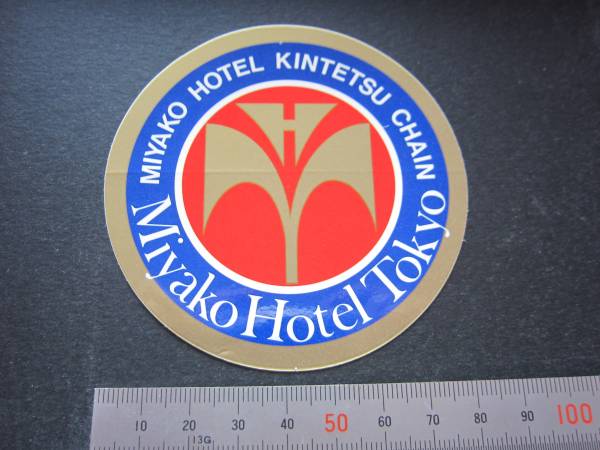 MIYAKO HOTEL KINTETSU CHAIN
H
Miyako Hotel Tokyo
10 20 30 40 50 60 70 80 90 100
13G